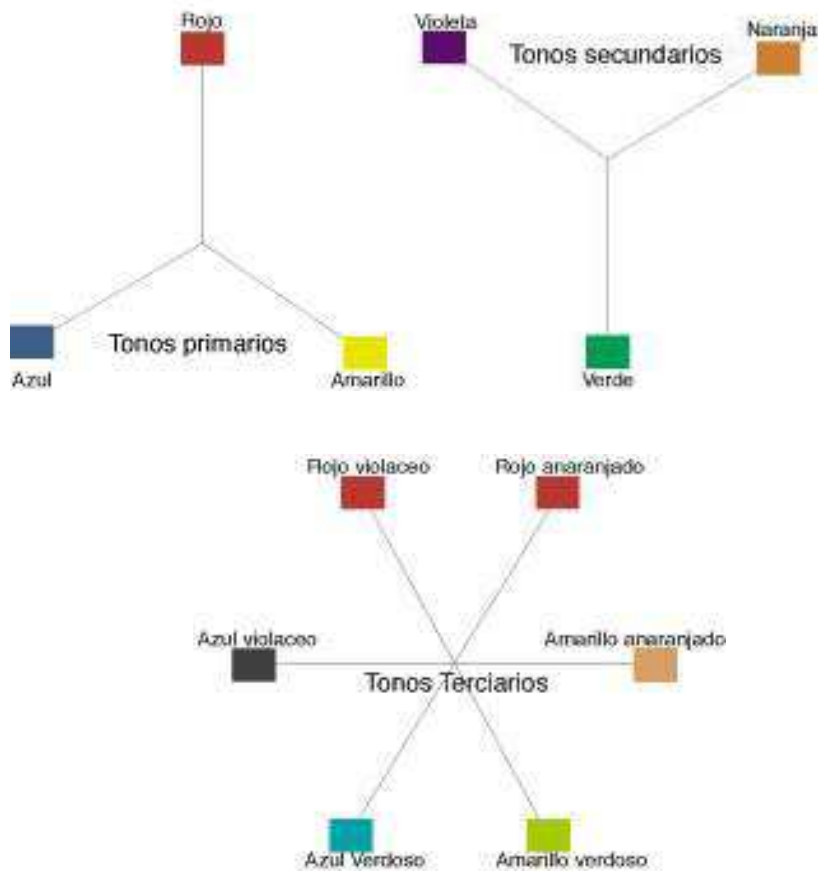 Rojo
Violeta
Naranja
Tonos secundarios
Tonos primarios
Azul
Amarillo
Verde
Rojo violaceo
Rojo anaranjado
Azul violaceo
Amarillo anaranjado
Tonos Terciarios
Azul Verdoso
Amarillo verdoso